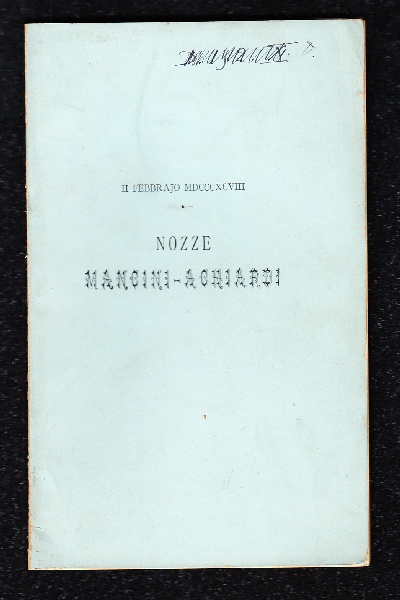 II FEBBRAJO MDCCCXCVIII
NOZZE
MANCINI-ACHIARDI